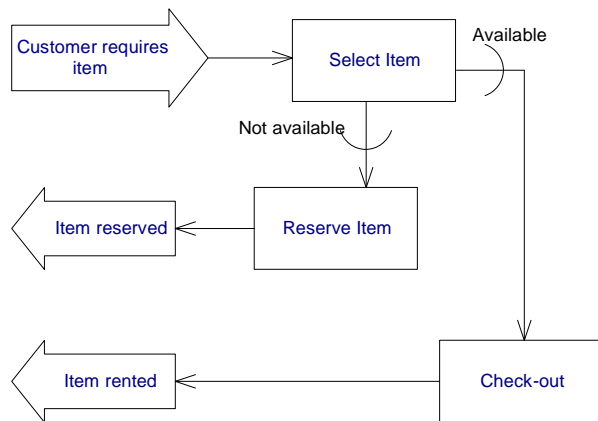 Customer requires
item
Select Item
Available
Not available
Item reserved
Reserve Item
Item rented
Check-out